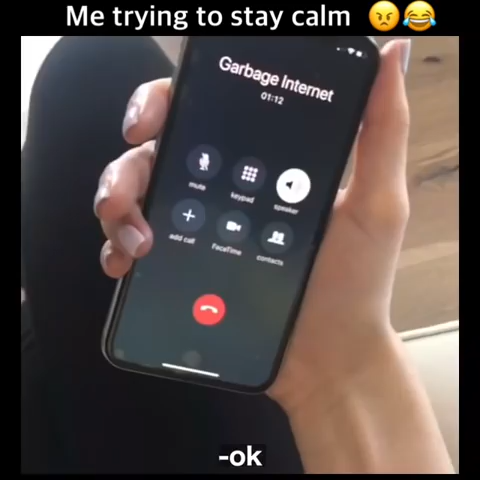 Me trying to stay calm 😠😂
Garbage Internet
01:12
mute keypad speaker
add call FaceTime contacts
-ok